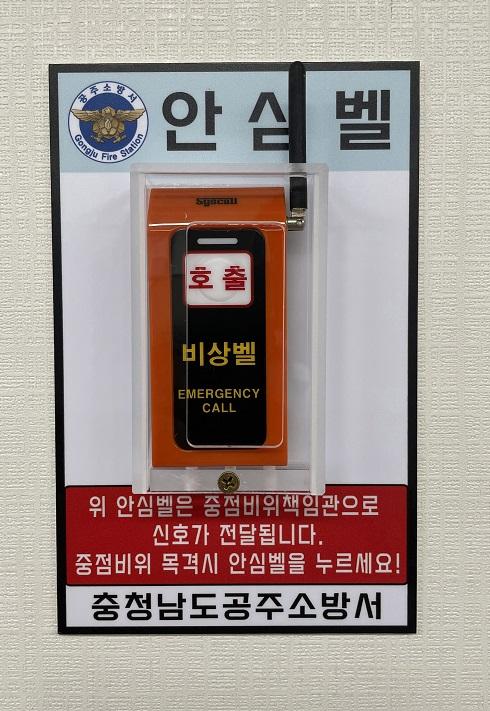 공주소방서
Gongju Fire Station
안심벨
Syscall
호출
비상벨
EMERGENCY
CALL
위 안심벨은 중점비위책임관으로
신호가 전달됩니다.
중점비위 목격시 안심벨을 누르세요!
충청남도공주소방서